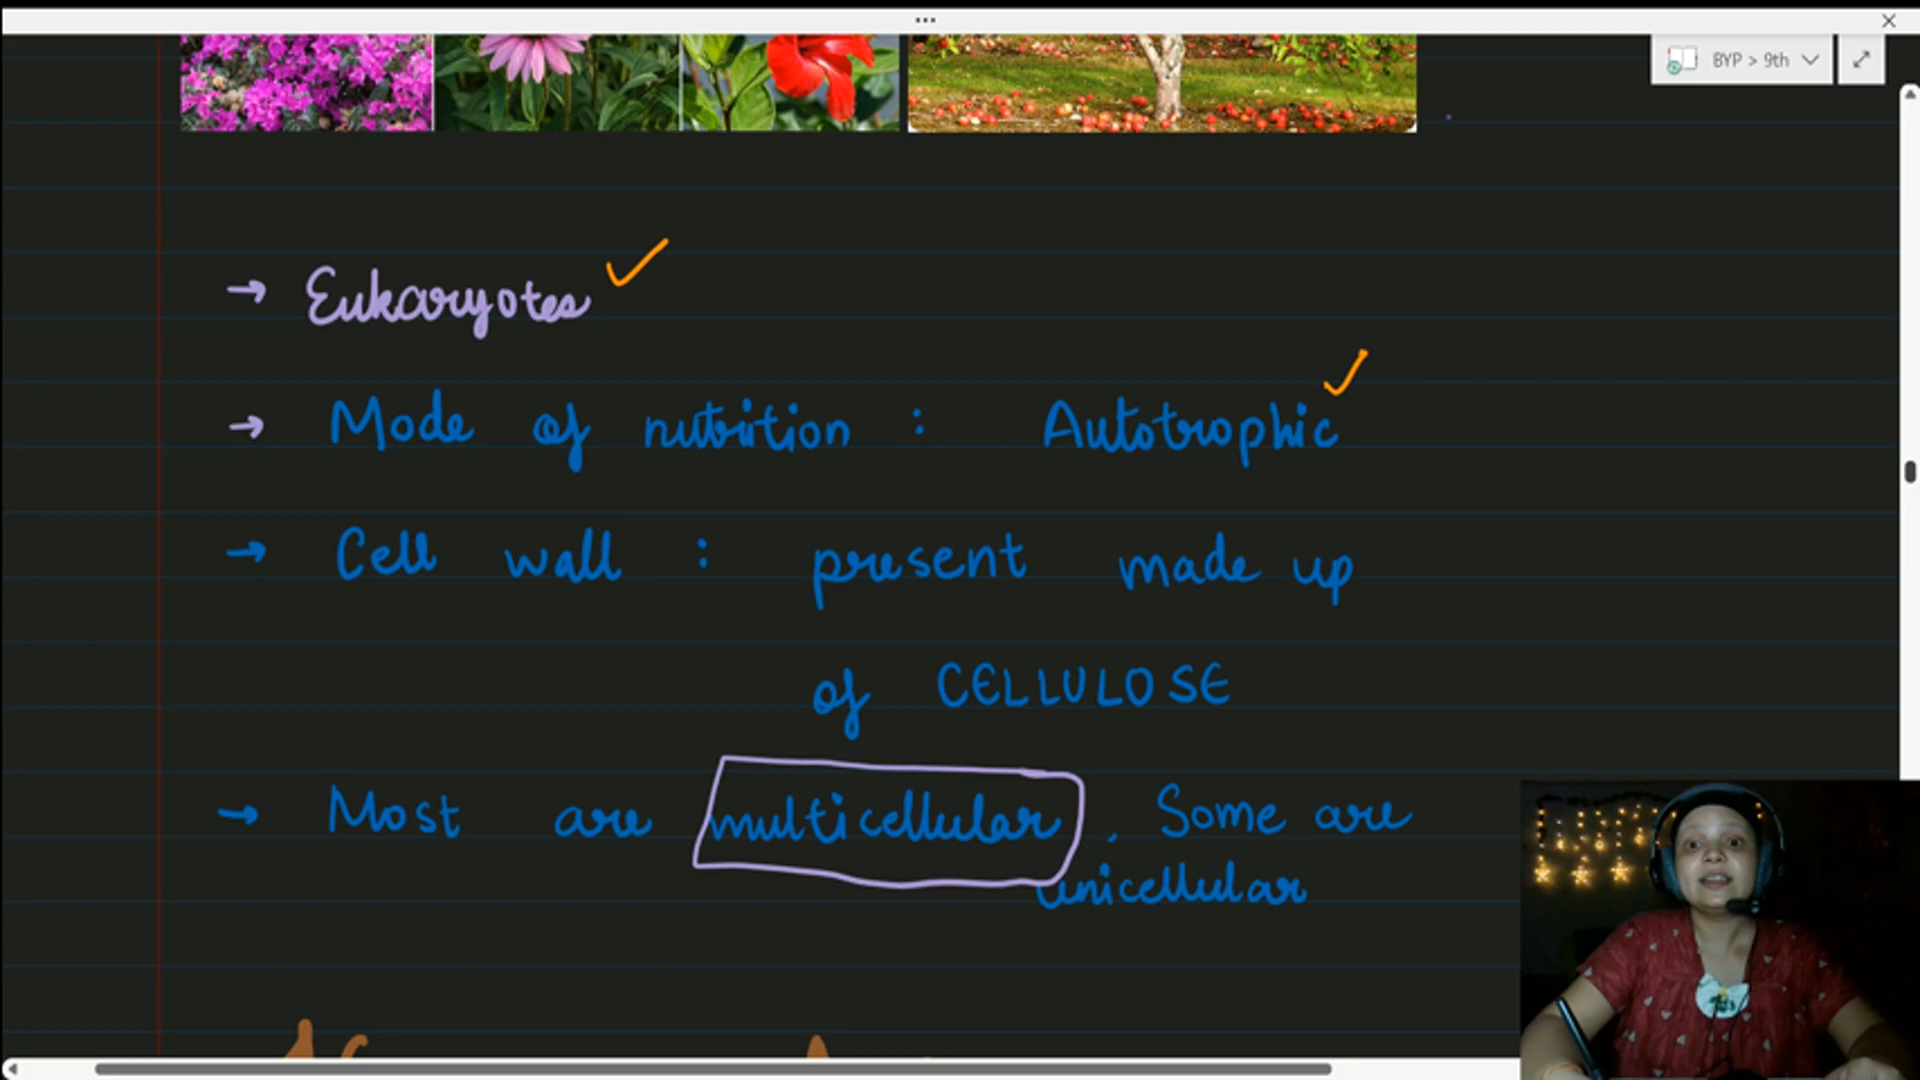 BYP > 9th
→ Eukaryotes ✓
→ Mode of nutrition : Autotrophic ✓
→ Cell wall : present made up
of CELLULOSE
→ Most are multicellular, Some are
unicellular